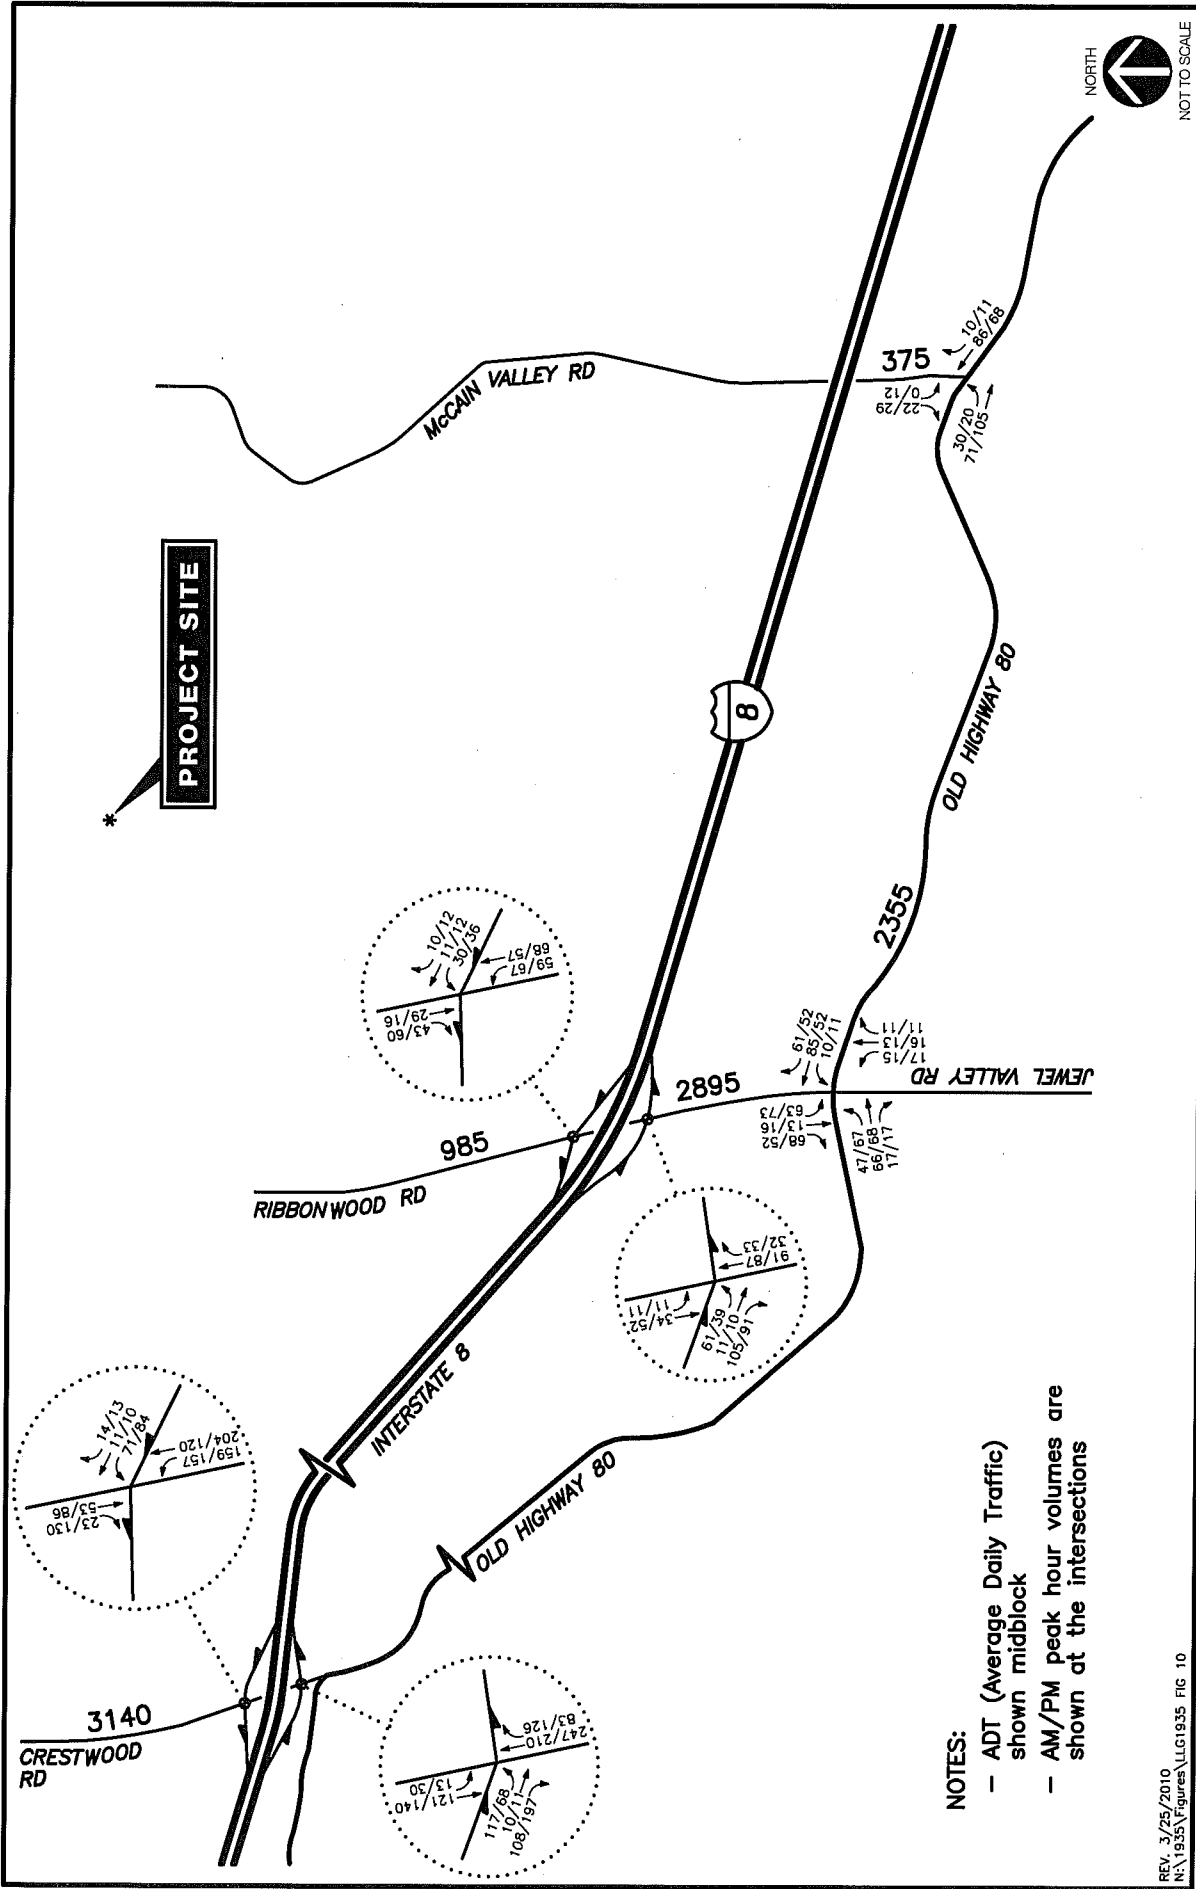 CRESTWOOD
RD
3140
23/130
53/86
14/13
11/10
71/84
159/157
204/120
121/140
13/30
117/68
10/11
108/197
247/210
83/126
INTERSTATE 8
OLD HIGHWAY 80
RIBBONWOOD RD
985
43/60
29/16
10/12
11/12
30/36
59/67
68/57
34/52
11/11
61/39
11/10
105/91
91/87
32/33
2895
68/52
13/16
63/73
61/52
85/52
10/11
47/67
66/68
17/17
17/15
16/13
11/11
JEWEL VALLEY RD
2355
OLD HIGHWAY 80
8
PROJECT SITE
*
McCAIN VALLEY RD
375
22/29
0/12
10/11
86/68
30/20
71/105
NORTH
NOT TO SCALE
NOTES:
- ADT (Average Daily Traffic)
shown midblock
- AM/PM peak hour volumes are
shown at the intersections
REV. 3/25/2010
N:\1935\Figures\LLG1935 FIG 10